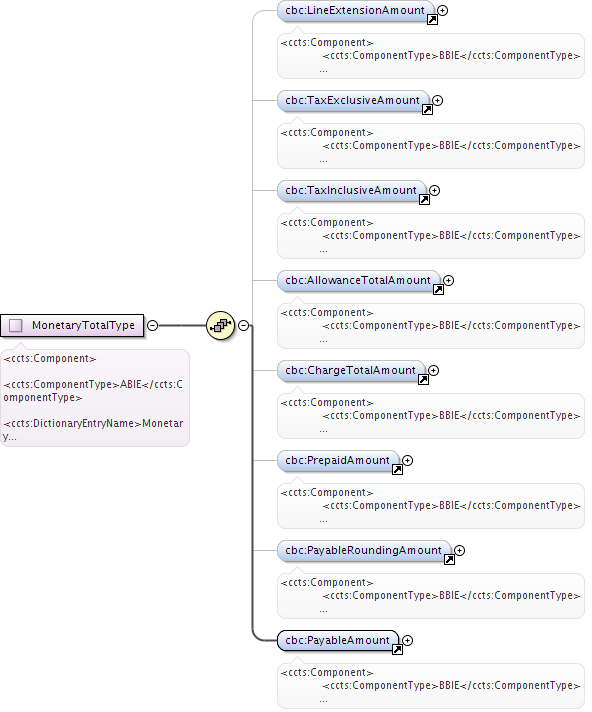 cbc:LineExtensionAmount
<ccts:Component>
<ccts:ComponentType>BBIE</ccts:ComponentType>
...
cbc:TaxExclusiveAmount
<ccts:Component>
<ccts:ComponentType>BBIE</ccts:ComponentType>
...
cbc:TaxInclusiveAmount
<ccts:Component>
<ccts:ComponentType>BBIE</ccts:ComponentType>
...
cbc:AllowanceTotalAmount
<ccts:Component>
<ccts:ComponentType>BBIE</ccts:ComponentType>
...
MonetaryTotalType
<ccts:Component>
<ccts:ComponentType>ABIE</ccts:C
omponentType>
<ccts:DictionaryEntryName>Monetar
y...
cbc:ChargeTotalAmount
<ccts:Component>
<ccts:ComponentType>BBIE</ccts:ComponentType>
...
cbc:PrepaidAmount
<ccts:Component>
<ccts:ComponentType>BBIE</ccts:ComponentType>
...
cbc:PayableRoundingAmount
<ccts:Component>
<ccts:ComponentType>BBIE</ccts:ComponentType>
...
cbc:PayableAmount
<ccts:Component>
<ccts:ComponentType>BBIE</ccts:ComponentType>
...